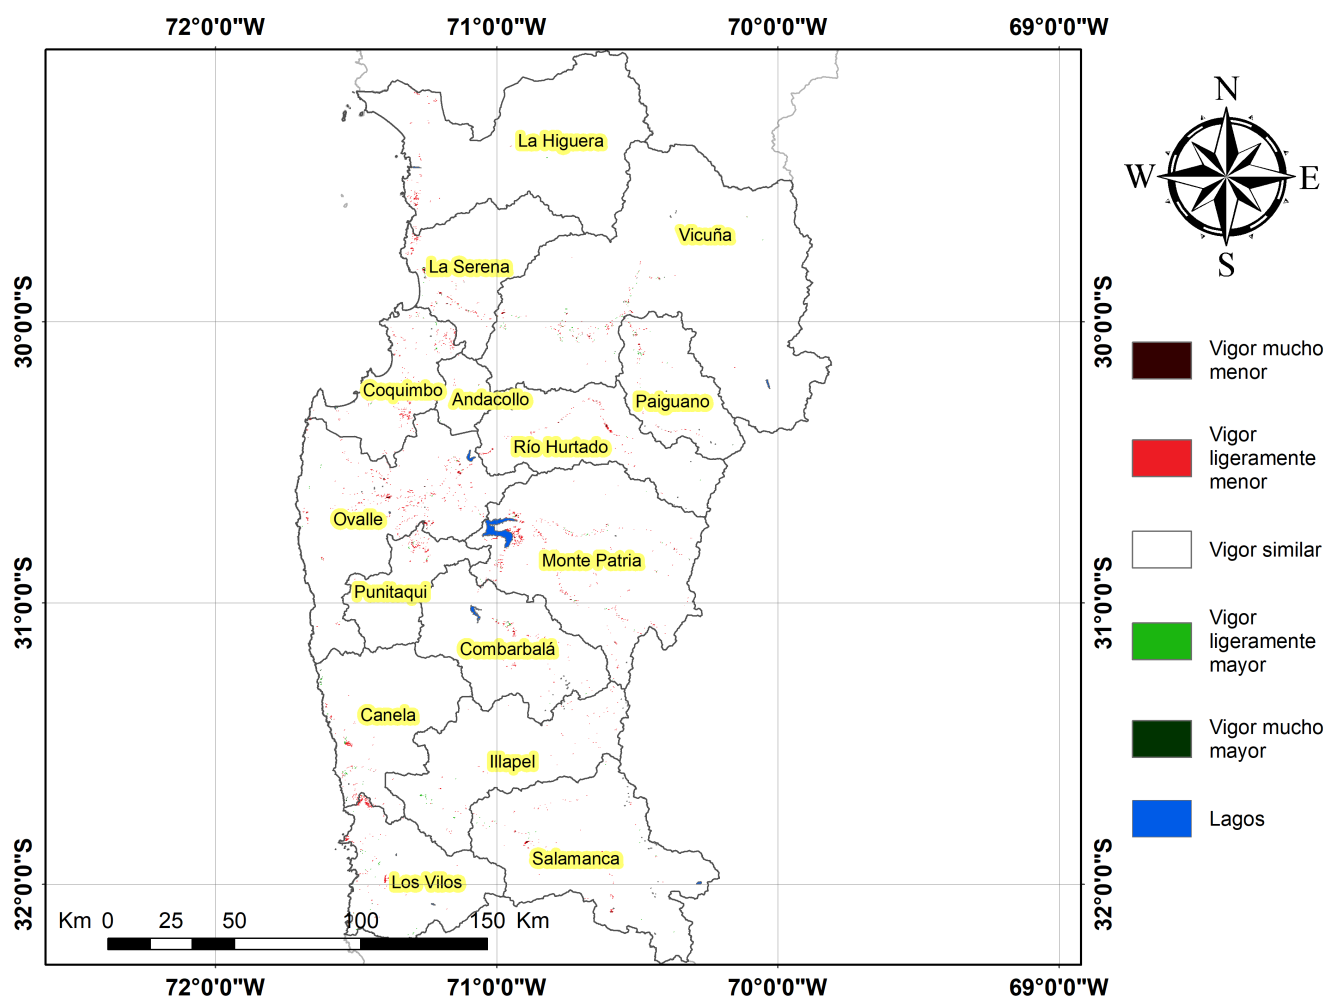 72°0'0"W
71°0'0"W
70°0'0"W
69°0'0"W
N
W
E
S
30°0'0"S
31°0'0"S
32°0'0"S
30°0'0"S
31°0'0"S
32°0'0"S
La Higuera
Vicuña
La Serena
Coquimbo
Andacollo
Paiguano
Río Hurtado
Ovalle
Monte Patria
Punitaqui
Combarbalá
Canela
Illapel
Salamanca
Los Vilos
Vigor mucho
menor
Vigor
ligeramente
menor
Vigor similar
Vigor
ligeramente
mayor
Vigor mucho
mayor
Lagos
Km 0 25 50 100 150 Km
72°0'0"W
71°0'0"W
70°0'0"W
69°0'0"W